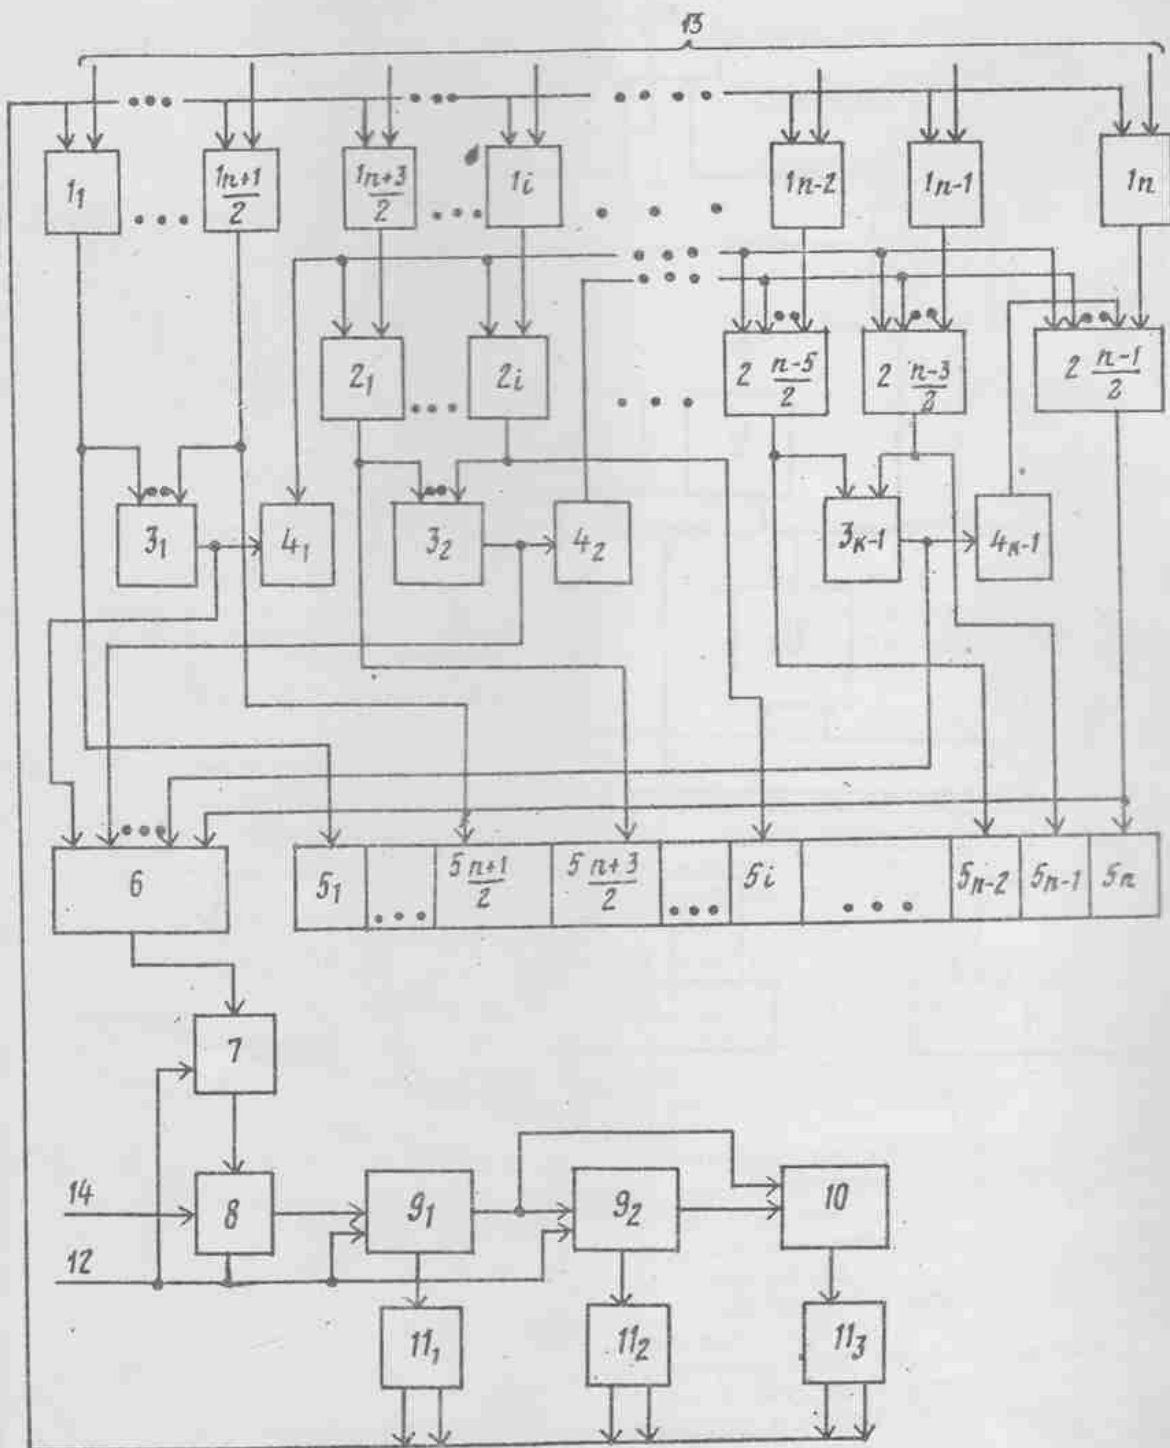 13
1₁ ... 1 n+1/2 ... 1 n+3/2 ... 1i ... 1n-2 1n-1 1n
2₁ ... 2i ... 2 n-5/2 2 n-3/2 2 n-1/2
3₁ 4₁ 3₂ 4₂ 3к-1 4к-1
6 5₁ ... 5 n+1/2 5 n+3/2 ... 5i ... 5n-2 5n-1 5n
7
14 8 9₁ 9₂ 10
12
11₁ 11₂ 11₃